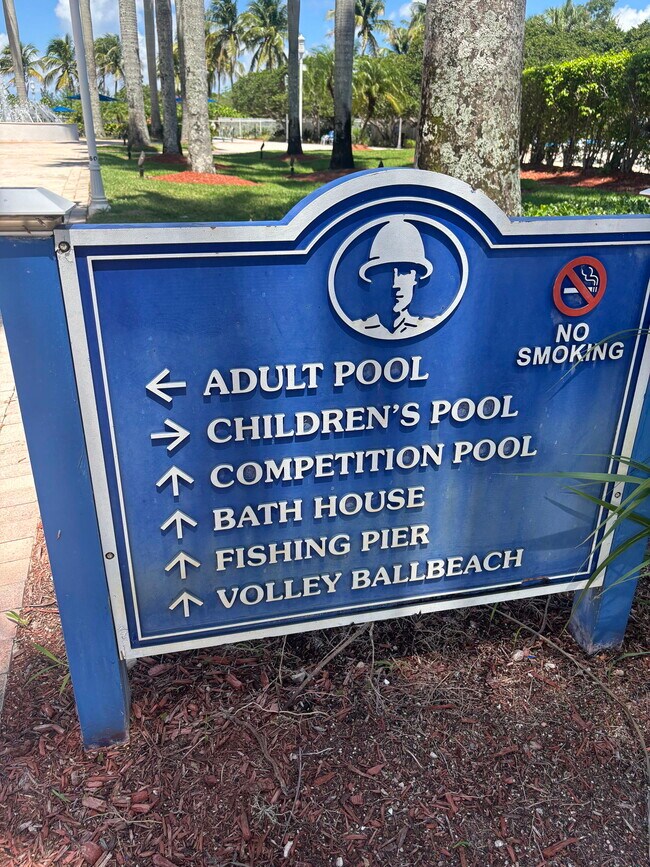 NO
SMOKING
← ADULT POOL
→ CHILDREN'S POOL
↑ COMPETITION POOL
↑ BATH HOUSE
↑ FISHING PIER
↑ VOLLEY BALLBEACH